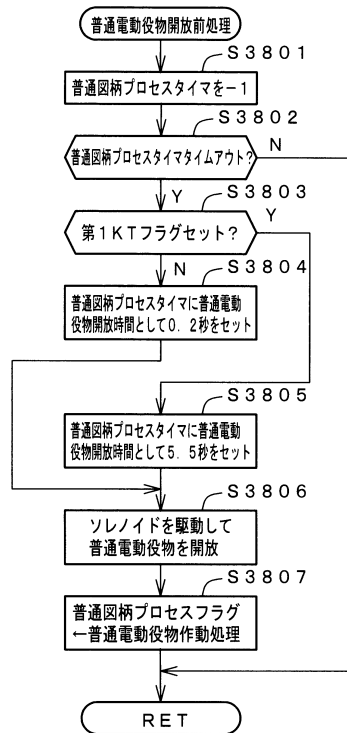 普通電動役物開放前処理
S3801
普通図柄プロセスタイマを－1
S3802
普通図柄プロセスタイマタイムアウト?
N
Y
S3803
第1KTフラグセット?
Y
N
S3804
普通図柄プロセスタイマに普通電動
役物開放時間として0.2秒をセット
S3805
普通図柄プロセスタイマに普通電動
役物開放時間として5.5秒をセット
S3806
ソレノイドを駆動して
普通電動役物を開放
S3807
普通図柄プロセスフラグ
←普通電動役物作動処理
RET